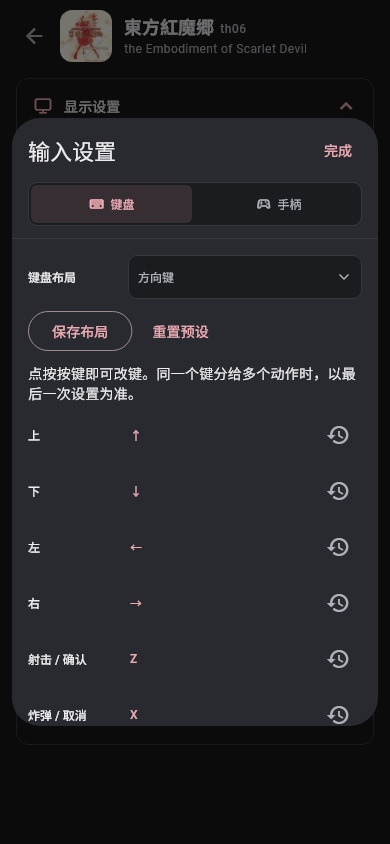 東方紅魔郷 th06
the Embodiment of Scarlet Devil
显示设置
输入设置
完成
键盘
手柄
键盘布局
方向键
保存布局
重置预设
点按按键即可改键。同一个键分给多个动作时，以最
后一次设置为准。
上 ↑
下 ↓
左 ←
右 →
射击 / 确认 Z
炸弹 / 取消 X